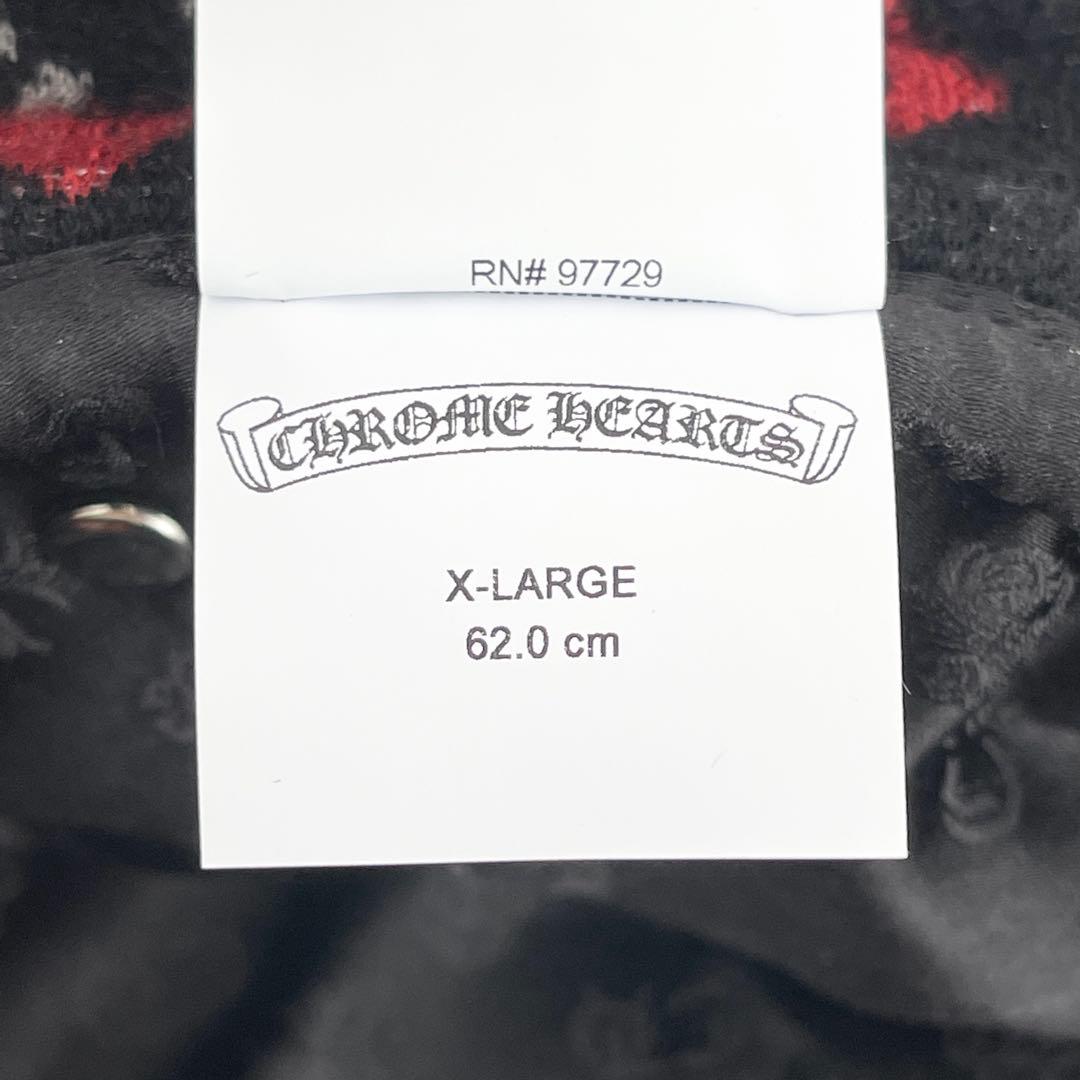 RN# 97729
CHROME HEARTS
X-LARGE
62.0 cm